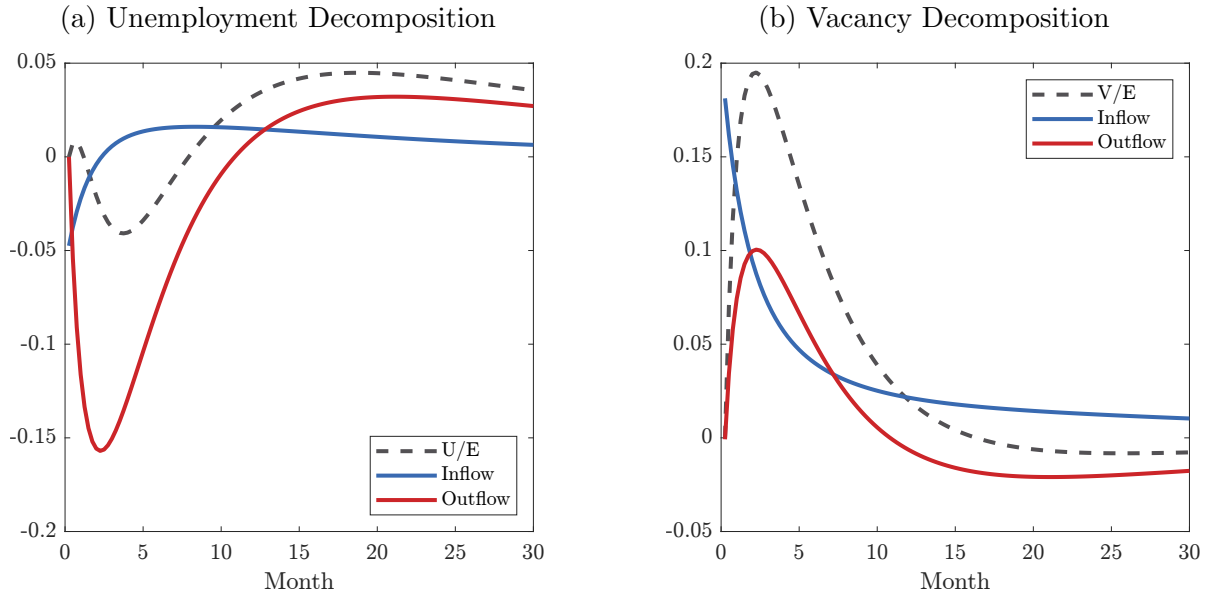 (a) Unemployment Decomposition
0.05
0
-0.05
-0.1
-0.15
-0.2
0 5 10 15 20 25 30
Month
U/E
Inflow
Outflow
(b) Vacancy Decomposition
0.2
0.15
0.1
0.05
0
-0.05
0 5 10 15 20 25 30
Month
V/E
Inflow
Outflow